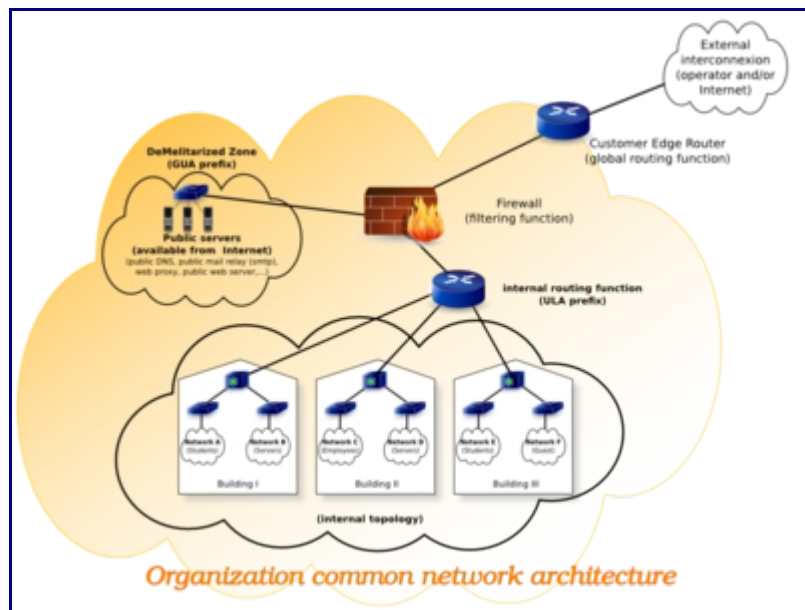 External
interconnexion
(operator and/or
Internet)
Customer Edge Router
(global routing function)
DeMelitarized Zone
(GUA prefix)
Firewall
(filtering function)
Public servers
(available from Internet)
(public DNS, public mail relay (smtp),
web proxy, public web server,...)
internal routing function
(ULA prefix)
Network A
(Students)
Network B
(Servers)
Network C
(Employees)
Network D
(Servers)
Network E
(Students)
Network F
(Guest)
Building I
Building II
Building III
(internal topology)
Organization common network architecture